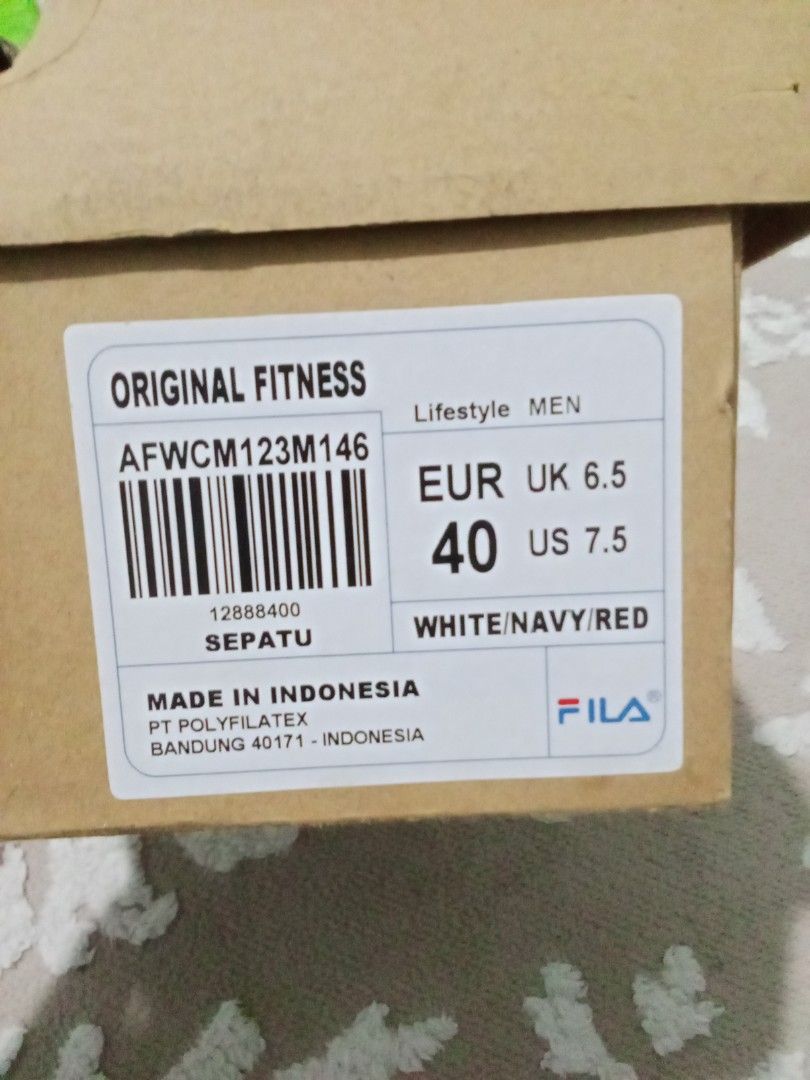 ORIGINAL FITNESS
Lifestyle MEN
AFWCM123M146
12888400
SEPATU
EUR UK 6.5
40 US 7.5
WHITE/NAVY/RED
MADE IN INDONESIA
PT POLYFILATEX
BANDUNG 40171 - INDONESIA
FILA®